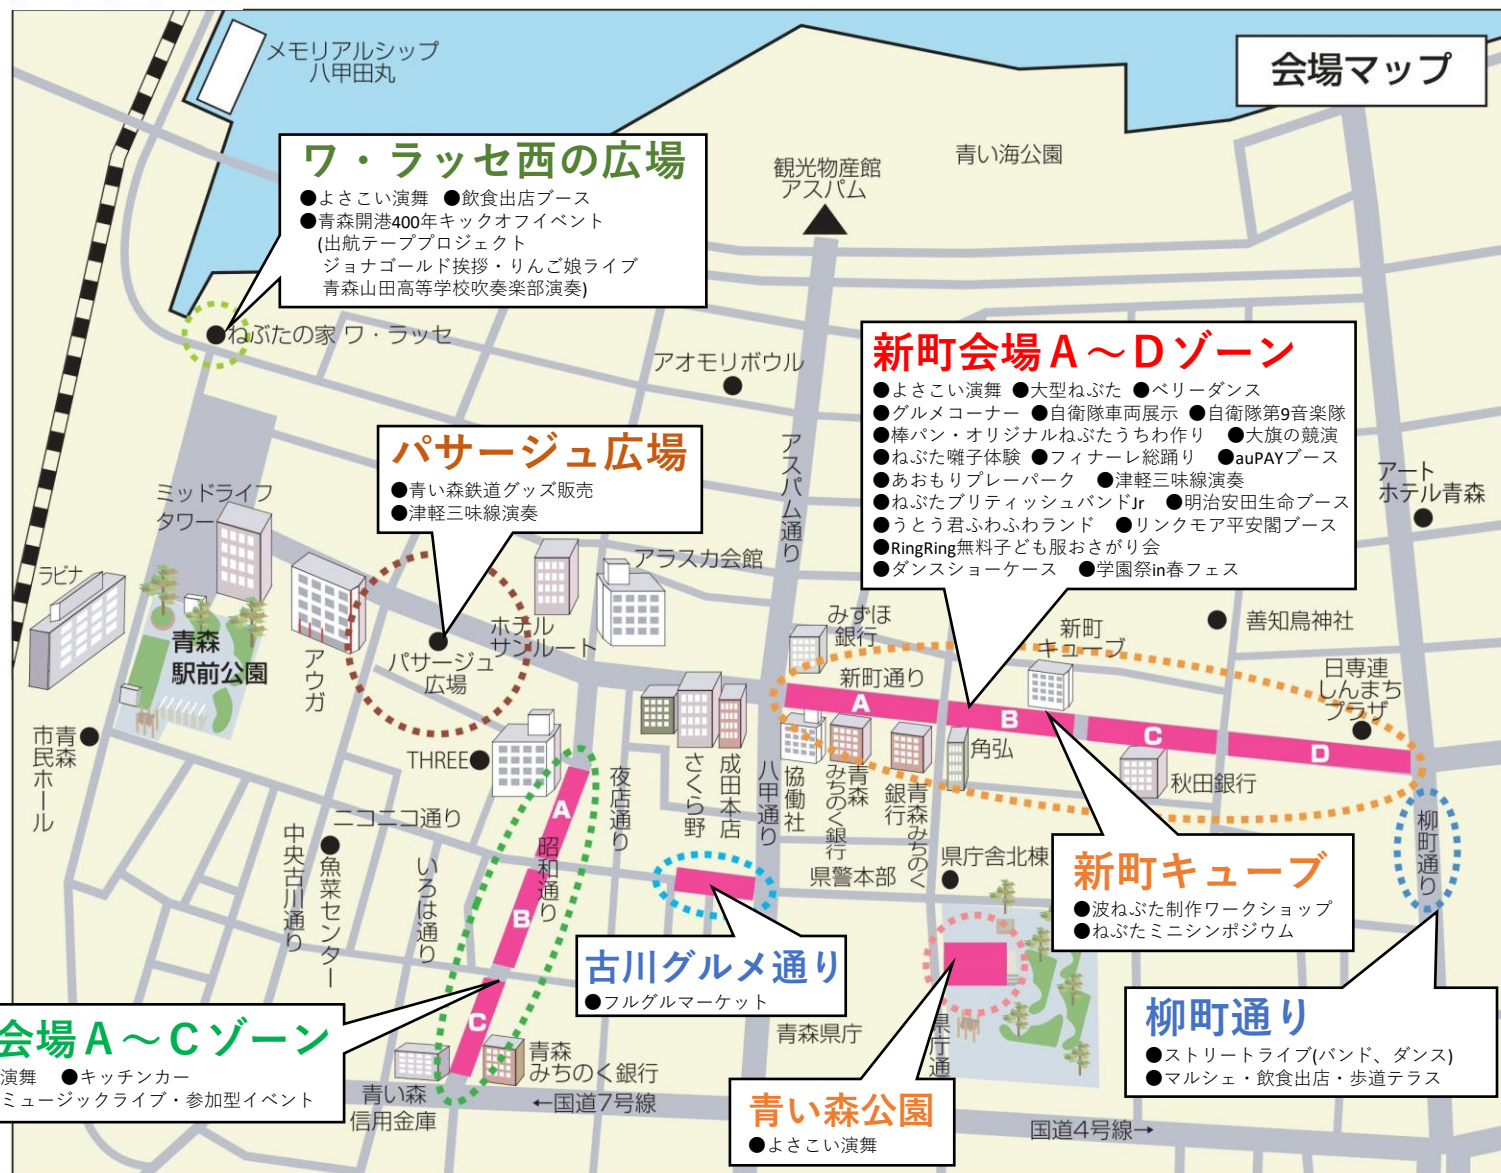 会場マップ
メモリアルシップ
八甲田丸
ワ・ラッセ西の広場
●よさこい演舞 ●飲食出店ブース
●青森開港400年キックオフイベント
(出航テーププロジェクト
ジョナゴールド挨拶・りんご娘ライブ
青森山田高等学校吹奏楽部演奏)
観光物産館
アスパム
青い海公園
ねぶたの家 ワ・ラッセ
アオモリボウル
アスパム通り
新町会場A～Dゾーン
●よさこい演舞 ●大型ねぶた ●ベリーダンス
●グルメコーナー ●自衛隊車両展示 ●自衛隊第9音楽隊
●棒パン・オリジナルねぶたうちわ作り ●大旗の競演
●ねぶた囃子体験 ●フィナーレ総踊り ●auPAYブース
●あおもりプレーパーク ●津軽三味線演奏
●ねぶたブリティッシュバンドJr ●明治安田生命ブース
●うとう君ふわふわランド ●リンクモア平安閣ブース
●RingRing無料子ども服おさがり会
●ダンスショーケース ●学園祭in春フェス
アート
ホテル青森
パサージュ広場
●青い森鉄道グッズ販売
●津軽三味線演奏
ミッドライフ
タワー
ラビナ
青森
駅前公園
アウガ
パサージュ
広場
ホテル
サンルート
アラスカ会館
みずほ
銀行
新町通り
新町
キューブ
善知鳥神社
日専連
しんまち
プラザ
A
B
C
D
青森
市民ホール
THREE
夜店通り
さくら野
成田本店
八甲通り
協働社
青森
みちのく銀行
青森みちのく
銀行
角弘
秋田銀行
柳町通り
ニコニコ通り
中央古川通り
魚菜センター
いろは通り
昭和通り
A
B
C
県警本部
県庁舎北棟
新町キューブ
●波ねぶた制作ワークショップ
●ねぶたミニシンポジウム
古川グルメ通り
●フルグルマーケット
会場A～Cゾーン
演舞 ●キッチンカー
ミュージックライブ・参加型イベント
青い森
信用金庫
青森
みちのく銀行
←国道7号線
青森県庁
県庁通
青い森公園
●よさこい演舞
柳町通り
●ストリートライブ(バンド、ダンス)
●マルシェ・飲食出店・歩道テラス
国道4号線→